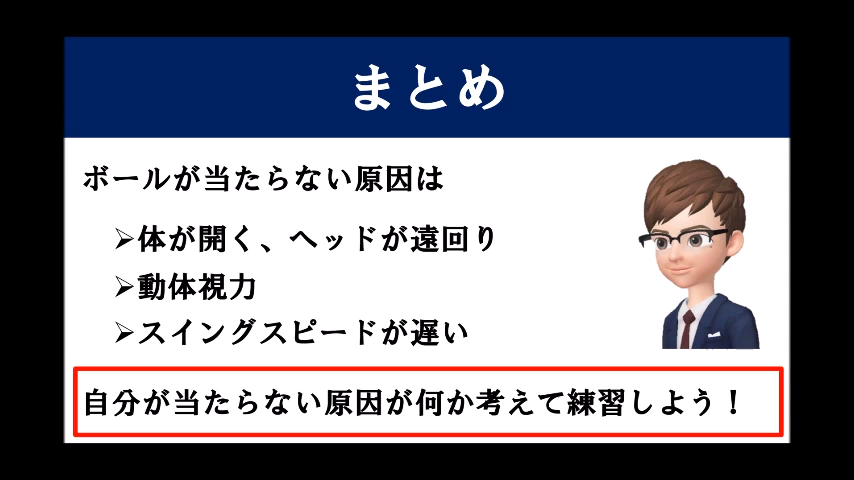 まとめ
ボールが当たらない原因は
➢体が開く、ヘッドが遠回り
➢動体視力
➢スイングスピードが遅い
自分が当たらない原因が何か考えて練習しよう！